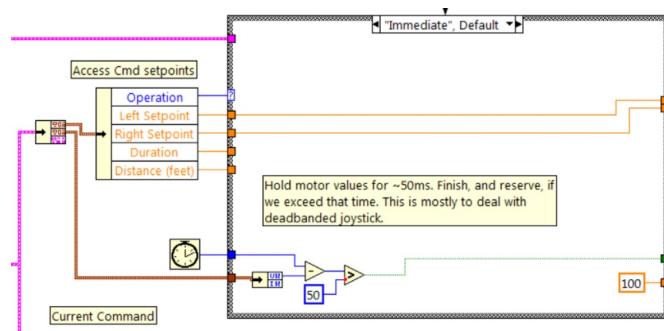 "Immediate", Default
Access Cmd setpoints
Operation
?
Left Setpoint
Right Setpoint
Duration
Distance (feet)
Hold motor values for ~50ms. Finish, and reserve, if
we exceed that time. This is mostly to deal with
deadbanded joystick.
-
>
50
100
Current Command